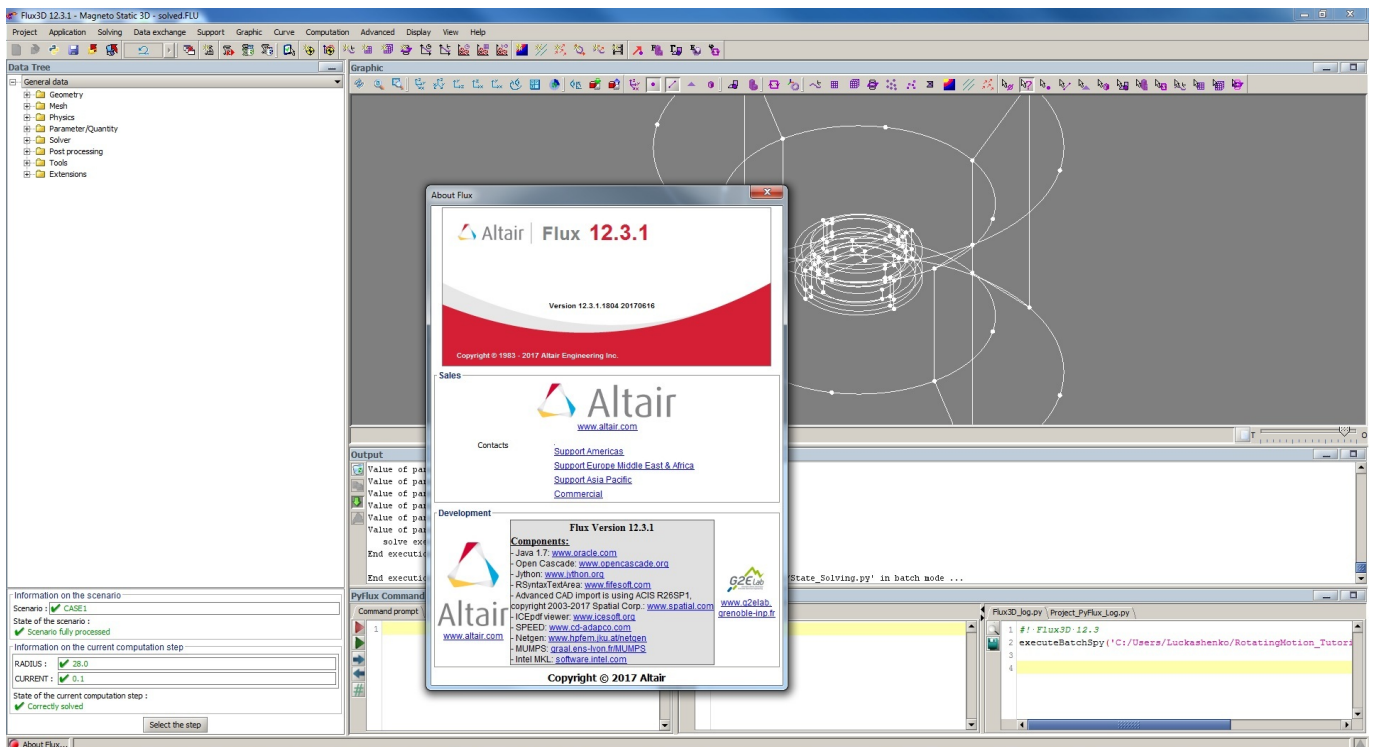 Flux3D 12.3.1 - Magneto Static 3D - solved.FLU
Project Application Solving Data exchange Support Graphic Curve Computation Advanced Display View Help
Data Tree
General data
Geometry
Mesh
Physics
Parameter/Quantity
Solver
Post processing
Tools
Extensions
Graphic
About Flux
Altair | Flux 12.3.1
Version 12.3.1.1804 20170616
Copyright © 1983 - 2017 Altair Engineering Inc.
Sales
Altair
www.altair.com
Contacts
Support Americas
Support Europe Middle East & Africa
Support Asia Pacific
Commercial
Development
Altair
www.altair.com
Flux Version 12.3.1
Components:
- Java 1.7: www.oracle.com
- Open Cascade: www.opencascade.org
- Jython: www.jython.org
- RSyntaxTextArea: www.fifesoft.com
- Advanced CAD import is using ACIS R26SP1,
copyright 2003-2017 Spatial Corp.: www.spatial.com
- ICEpdf viewer: www.icesoft.org
- SPEED: www.cd-adapco.com
- Netgen: www.hpfem.jku.at/netgen
- MUMPS: graal.ens-lyon.fr/MUMPS
- Intel MKL: software.intel.com
G2ELab
www.g2elab.
grenoble-inp.fr
Copyright © 2017 Altair
T O
Output
Value of par
Value of par
Value of par
Value of par
Value of par
Value of par
solve exe
End executio
End executio
State_Solving.py' in batch mode ...
Information on the scenario
Scenario : CASE1
State of the scenario :
Scenario fully processed
Information on the current computation step
RADIUS : 28.0
CURRENT : 0.1
State of the current computation step :
Correctly solved
Select the step
PyFlux Command
Command prompt
1
Flux3D_log.py Project_PyFlux_Log.py
1 #!·Flux3D·12.3
2 executeBatchSpy('C:/Users/Luckashenko/RotatingMotion_Tutori
3
4
About Flux...